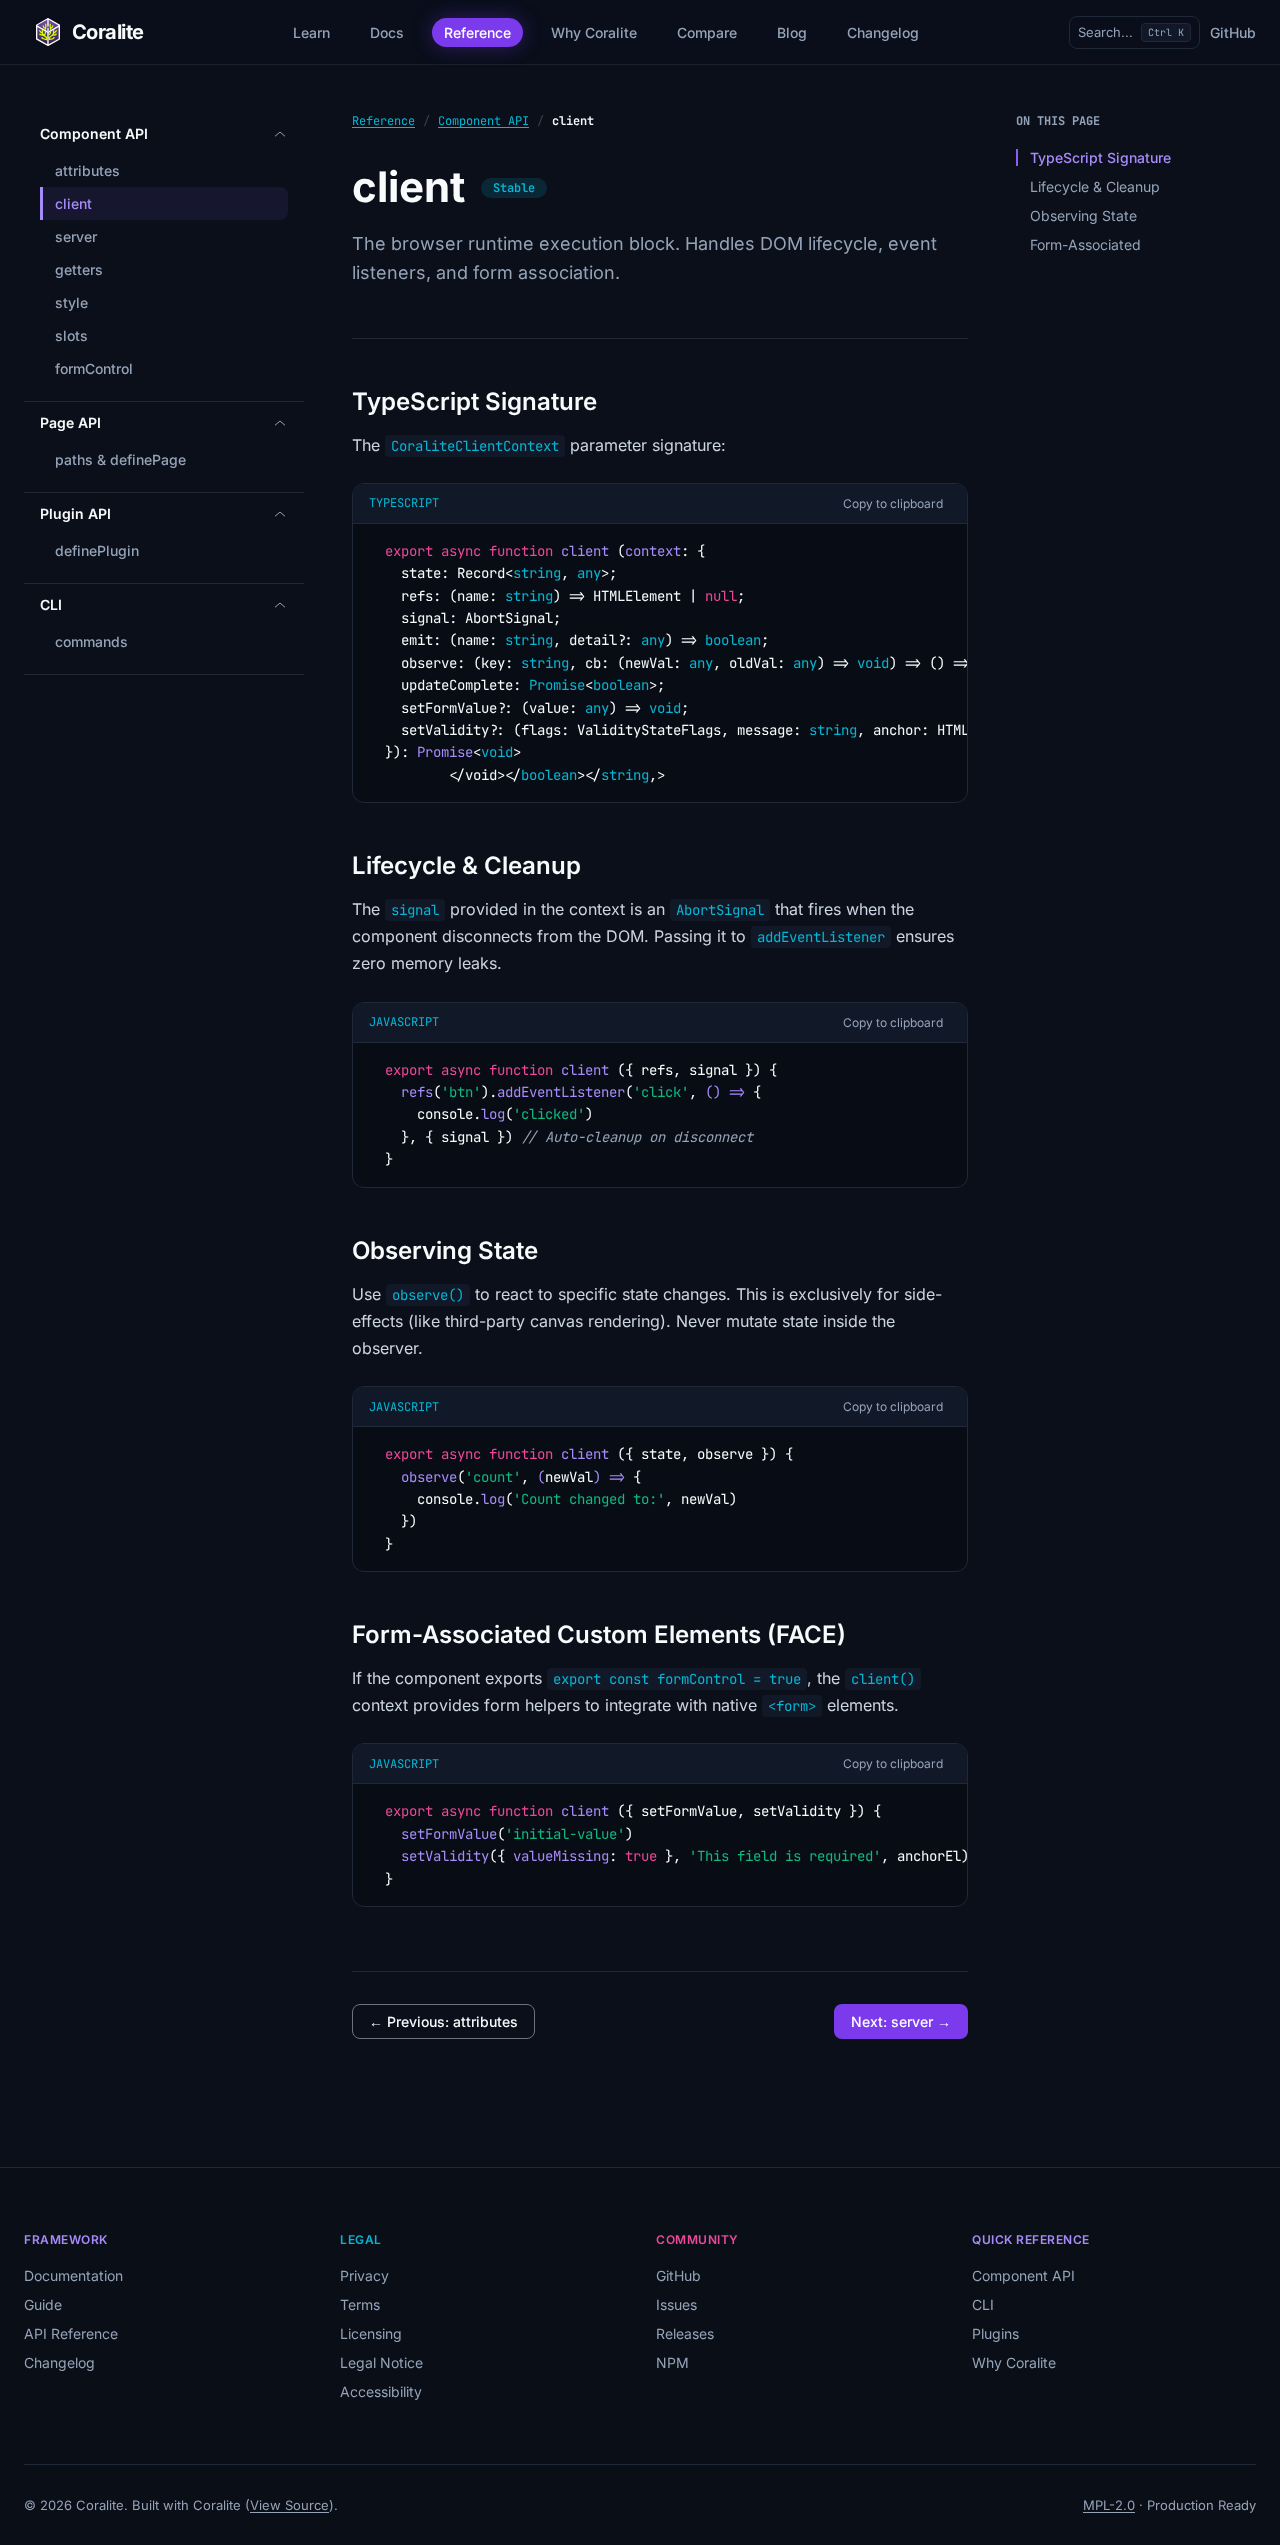 Coralite
Learn
Docs
Reference
Why Coralite
Compare
Blog
Changelog
Search...
Ctrl K
GitHub
Component API
attributes
client
server
getters
style
slots
formControl
Page API
paths & definePage
Plugin API
definePlugin
CLI
commands
Reference / Component API / client
client
Stable
The browser runtime execution block. Handles DOM lifecycle, event
listeners, and form association.
TypeScript Signature
The CoraliteClientContext parameter signature:
TYPESCRIPT
Copy to clipboard
export async function client (context: {
  state: Record<string, any>;
  refs: (name: string) => HTMLElement | null;
  signal: AbortSignal;
  emit: (name: string, detail?: any) => boolean;
  observe: (key: string, cb: (newVal: any, oldVal: any) => void) => () =>
  updateComplete: Promise<boolean>;
  setFormValue?: (value: any) => void;
  setValidity?: (flags: ValidityStateFlags, message: string, anchor: HTML
}): Promise<void>
        </void></boolean></string,>
Lifecycle & Cleanup
The signal provided in the context is an AbortSignal that fires when the
component disconnects from the DOM. Passing it to addEventListener ensures
zero memory leaks.
JAVASCRIPT
Copy to clipboard
export async function client ({ refs, signal }) {
  refs('btn').addEventListener('click', () => {
    console.log('clicked')
  }, { signal }) // Auto-cleanup on disconnect
}
Observing State
Use observe() to react to specific state changes. This is exclusively for side-
effects (like third-party canvas rendering). Never mutate state inside the
observer.
JAVASCRIPT
Copy to clipboard
export async function client ({ state, observe }) {
  observe('count', (newVal) => {
    console.log('Count changed to:', newVal)
  })
}
Form-Associated Custom Elements (FACE)
If the component exports export const formControl = true, the client()
context provides form helpers to integrate with native <form> elements.
JAVASCRIPT
Copy to clipboard
export async function client ({ setFormValue, setValidity }) {
  setFormValue('initial-value')
  setValidity({ valueMissing: true }, 'This field is required', anchorEl)
}
← Previous: attributes
Next: server →
ON THIS PAGE
TypeScript Signature
Lifecycle & Cleanup
Observing State
Form-Associated
FRAMEWORK
Documentation
Guide
API Reference
Changelog
LEGAL
Privacy
Terms
Licensing
Legal Notice
Accessibility
COMMUNITY
GitHub
Issues
Releases
NPM
QUICK REFERENCE
Component API
CLI
Plugins
Why Coralite
© 2026 Coralite. Built with Coralite (View Source).
MPL-2.0 · Production Ready